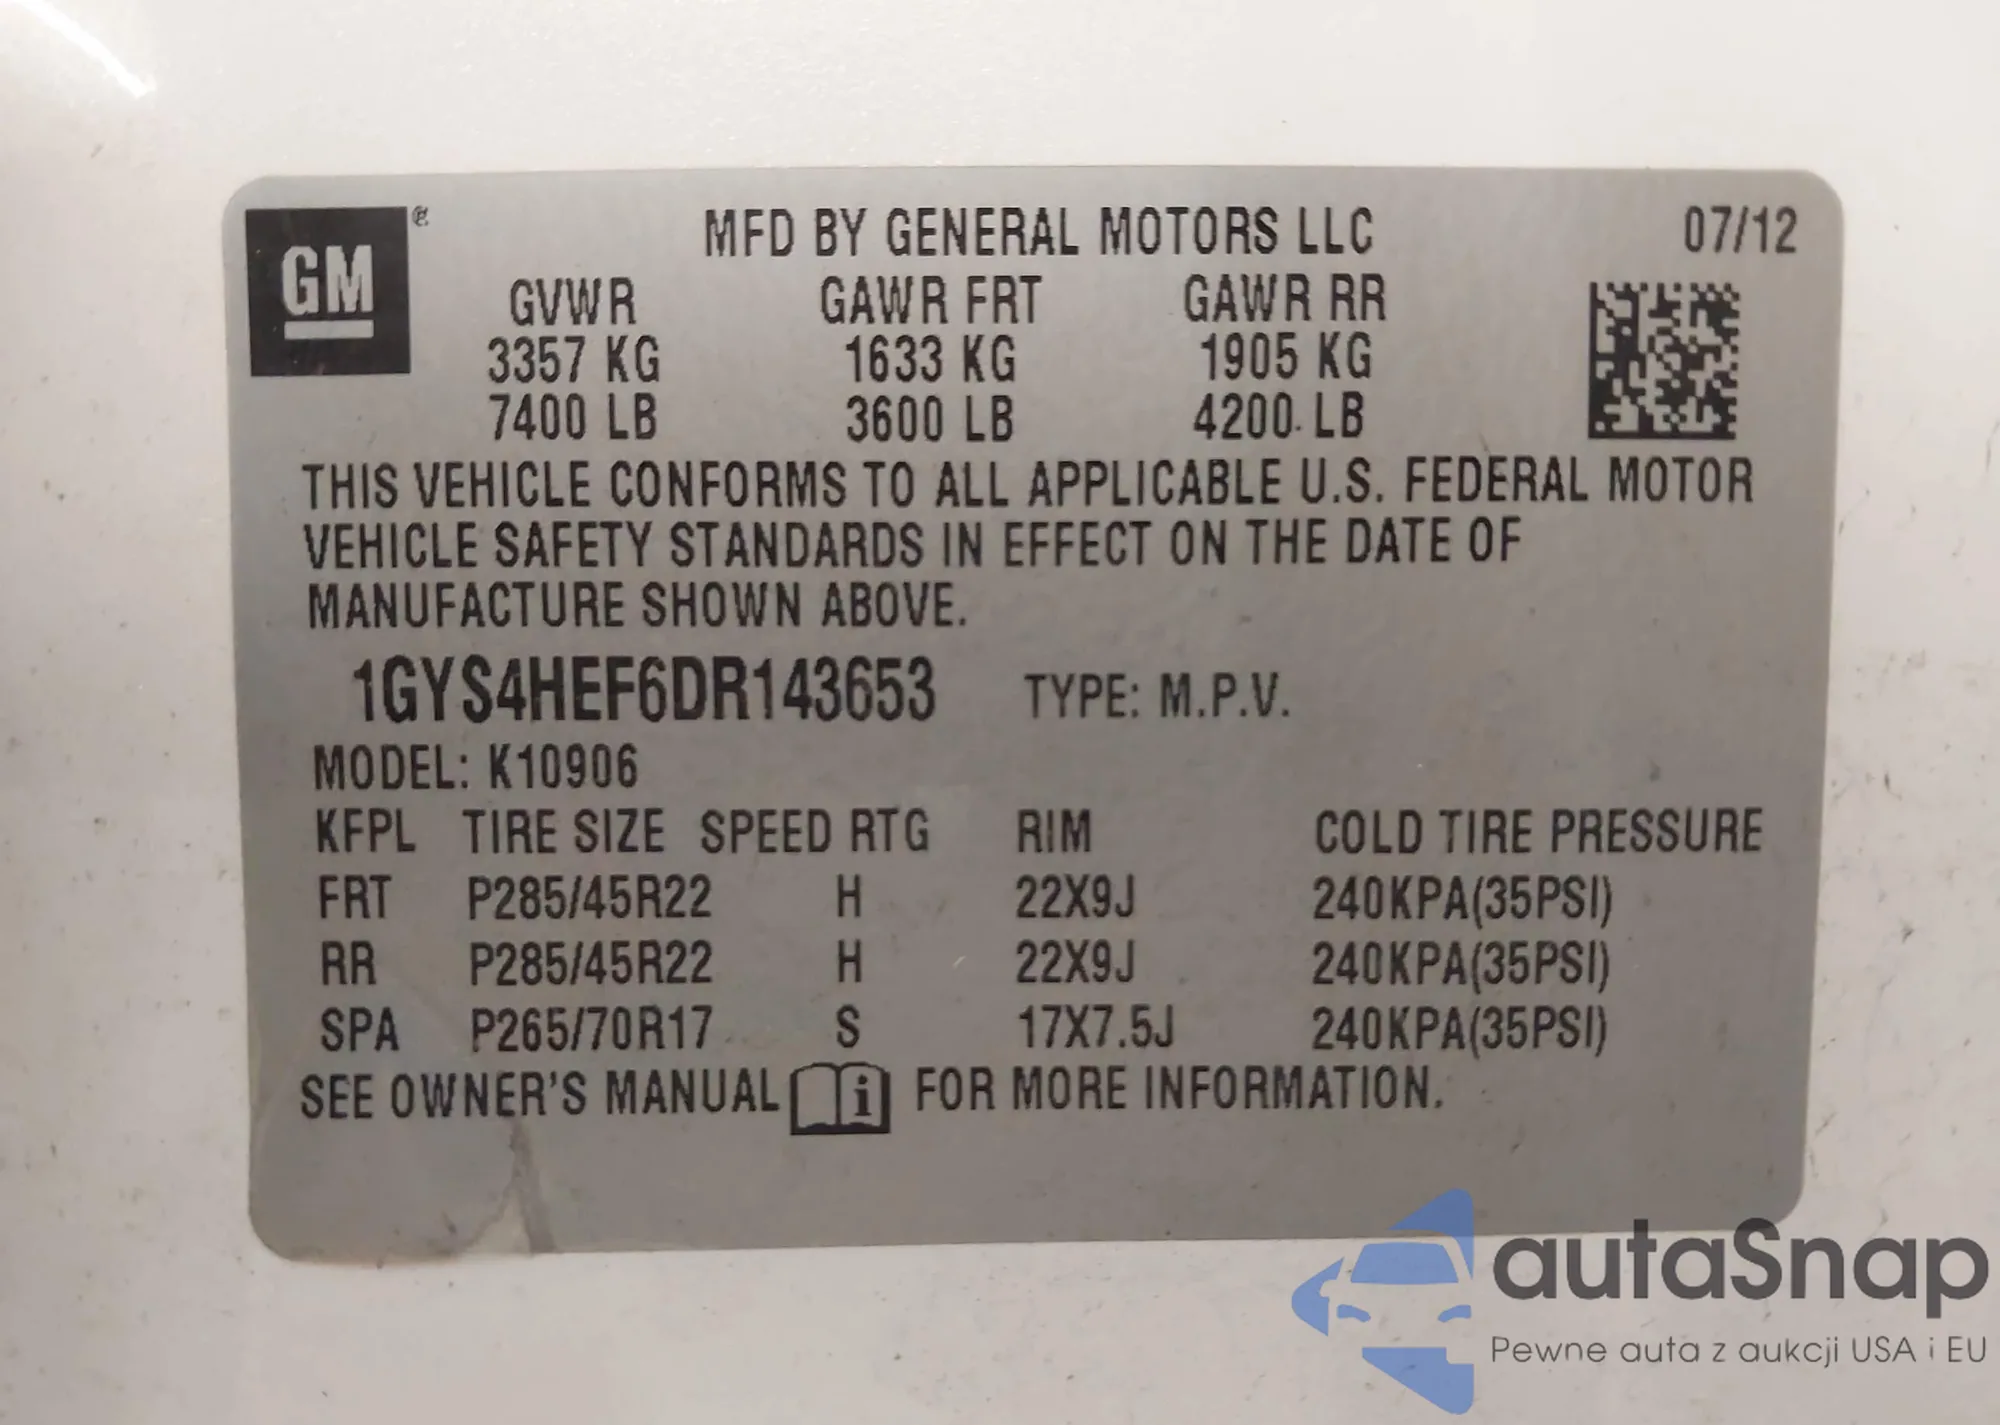 GM ®
MFD BY GENERAL MOTORS LLC 07/12
GVWR GAWR FRT GAWR RR
3357 KG 1633 KG 1905 KG
7400 LB 3600 LB 4200 LB
THIS VEHICLE CONFORMS TO ALL APPLICABLE U.S. FEDERAL MOTOR
VEHICLE SAFETY STANDARDS IN EFFECT ON THE DATE OF
MANUFACTURE SHOWN ABOVE.
1GYS4HEF6DR143653 TYPE: M.P.V.
MODEL: K10906
KFPL TIRE SIZE SPEED RTG RIM COLD TIRE PRESSURE
FRT P285/45R22 H 22X9J 240KPA(35PSI)
RR P285/45R22 H 22X9J 240KPA(35PSI)
SPA P265/70R17 S 17X7.5J 240KPA(35PSI)
SEE OWNER'S MANUAL i FOR MORE INFORMATION.
autaSnap
Pewne auta z aukcji USA i EU